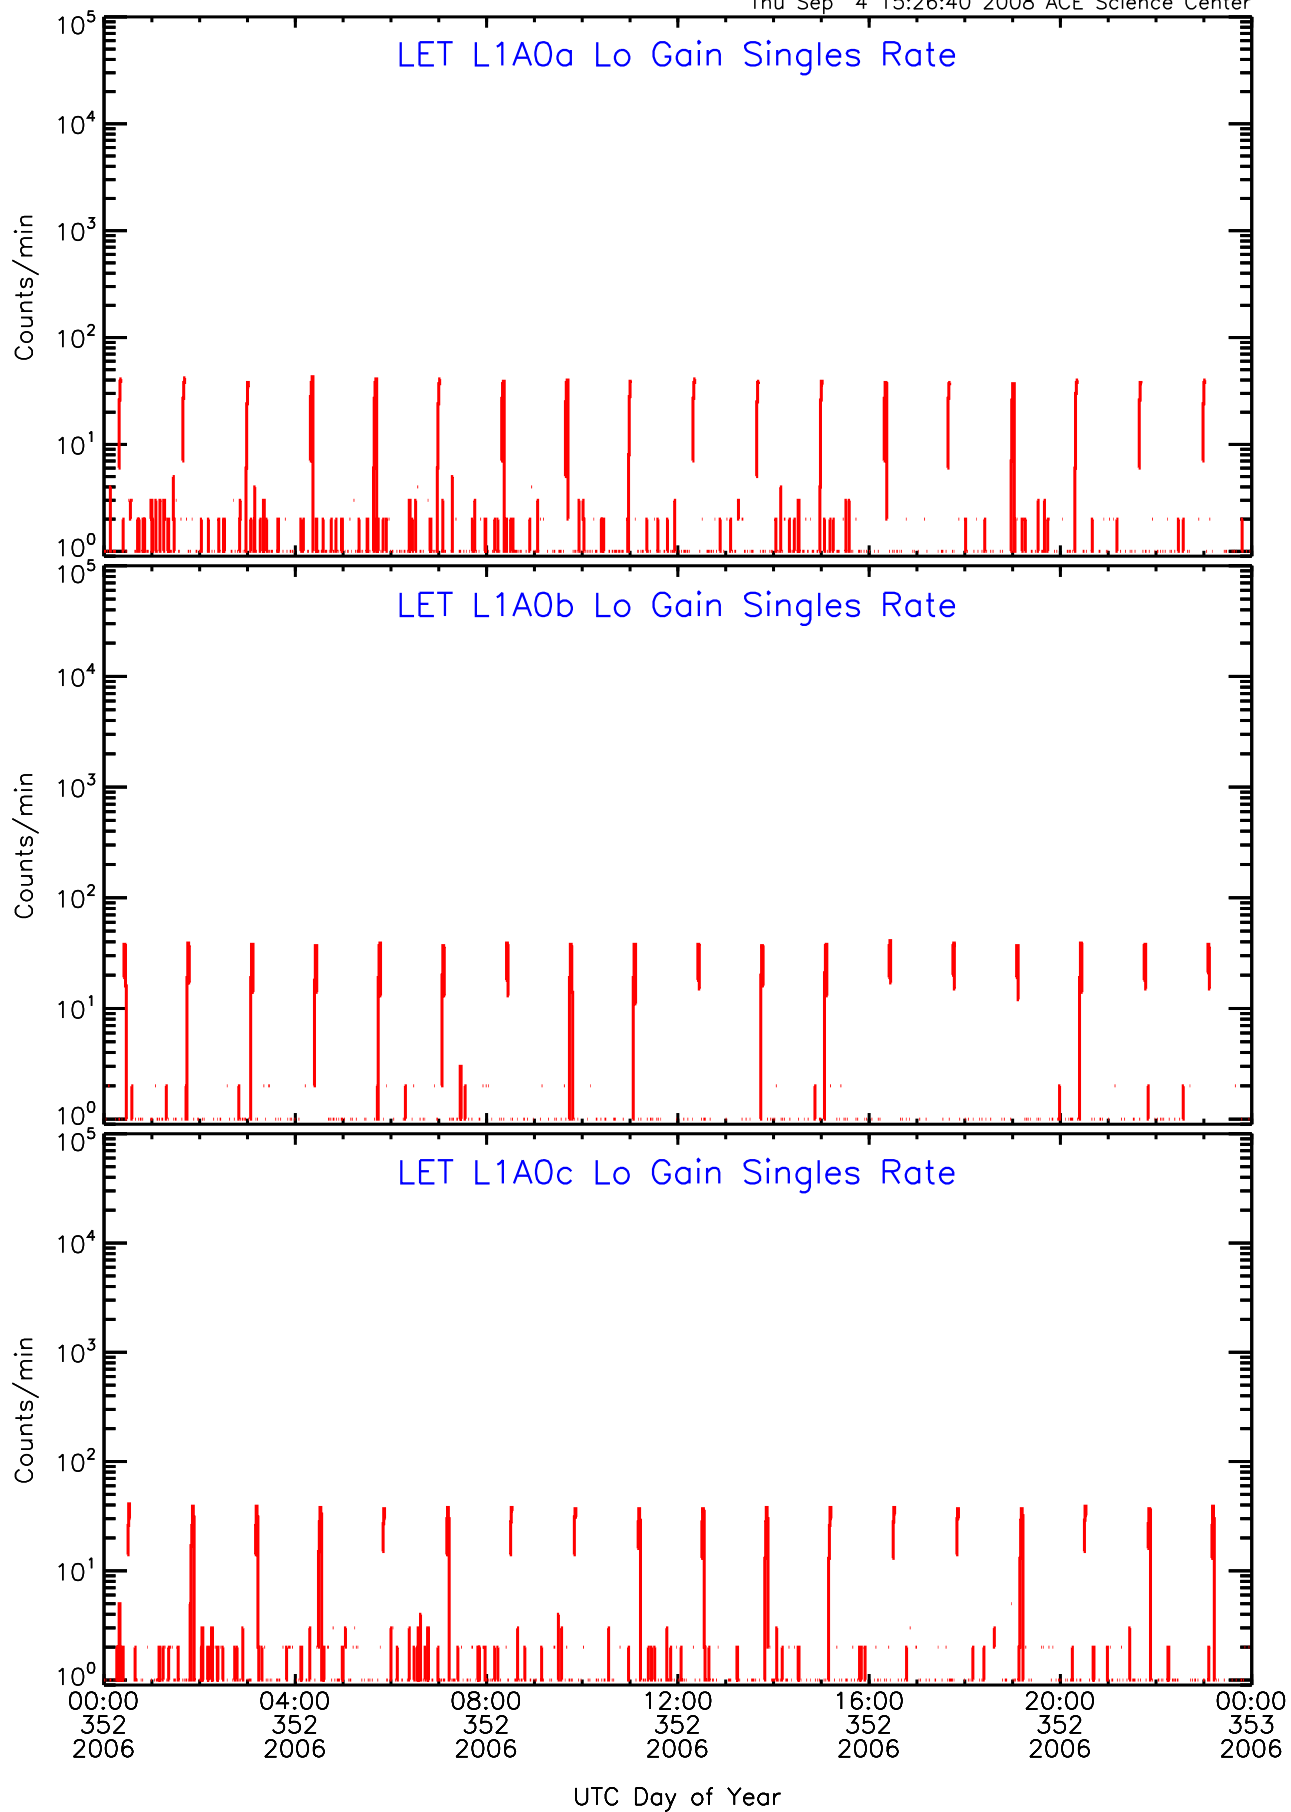 Thu Sep 4 15:26:40 2008 ACE Science Center
LET L1A0a Lo Gain Singles Rate
10^5
10^4
10^3
10^2
10^1
10^0
Counts/min
LET L1A0b Lo Gain Singles Rate
10^5
10^4
10^3
10^2
10^1
10^0
Counts/min
LET L1A0c Lo Gain Singles Rate
10^5
10^4
10^3
10^2
10^1
10^0
Counts/min
00:00 04:00 08:00 12:00 16:00 20:00 00:00
352 352 352 352 352 352 353
2006 2006 2006 2006 2006 2006 2006
UTC Day of Year